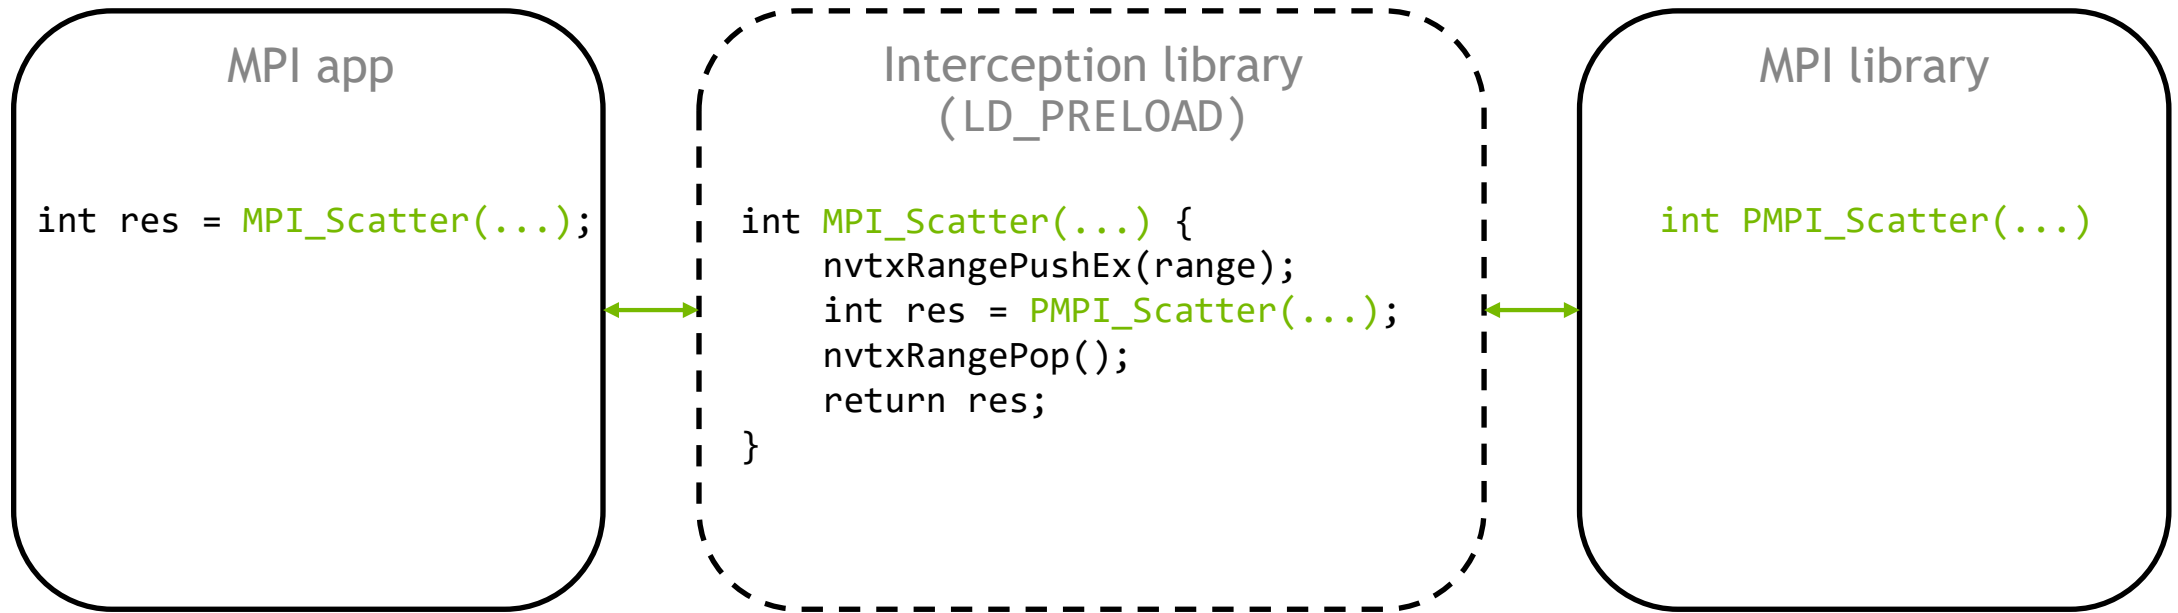 MPI app
int res = MPI_Scatter(...);
Interception library
(LD_PRELOAD)
int MPI_Scatter(...) {
    nvtxRangePushEx(range);
    int res = PMPI_Scatter(...);
    nvtxRangePop();
    return res;
}
MPI library
int PMPI_Scatter(...)